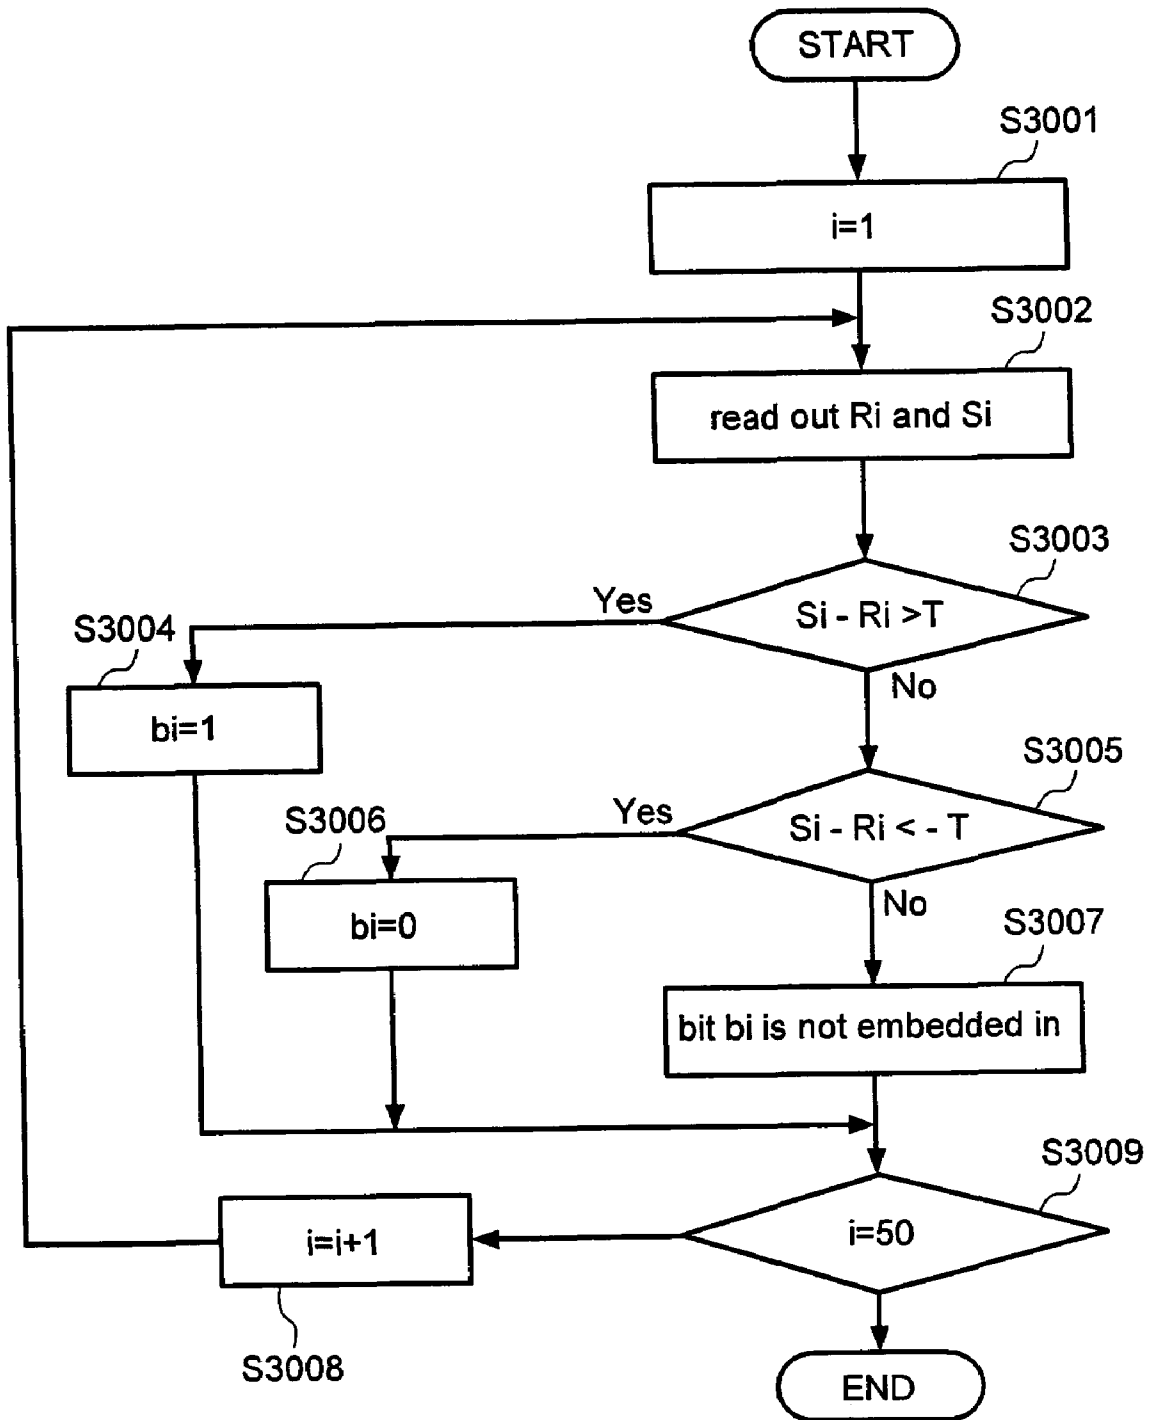 START
S3001
i=1
S3002
read out Ri and Si
S3003
Si - Ri >T
Yes
S3004
No
bi=1
S3005
Si - Ri < - T
Yes
S3006
No
bi=0
S3007
bit bi is not embedded in
S3009
i=50
i=i+1
S3008
END